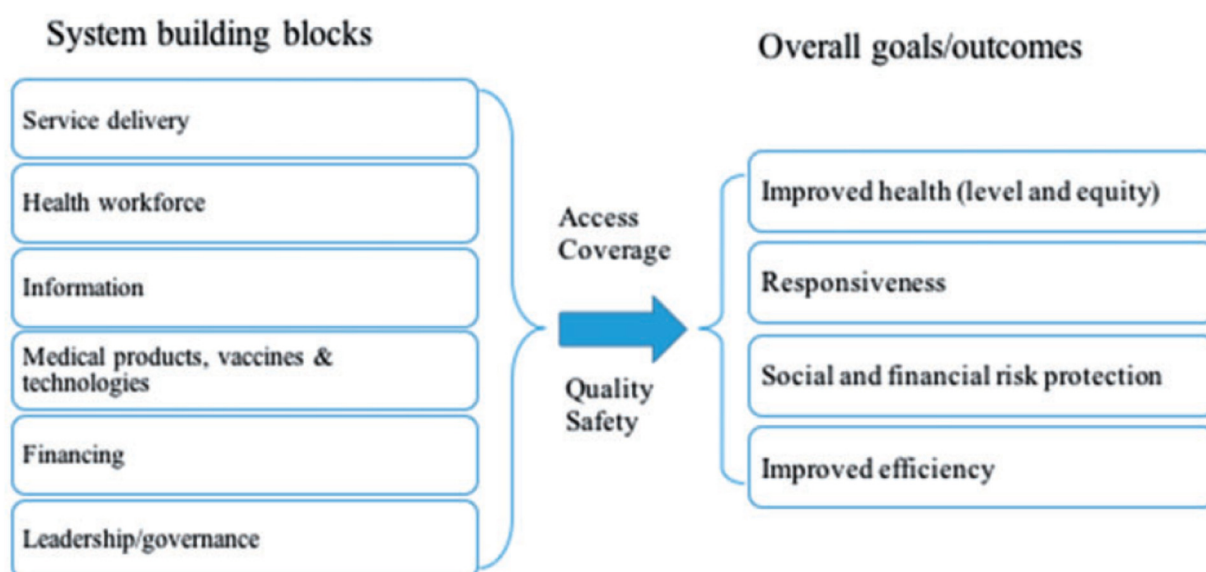 System building blocks
Service delivery
Health workforce
Information
Medical products, vaccines &
technologies
Financing
Leadership/governance
Access
Coverage
Quality
Safety
Overall goals/outcomes
Improved health (level and equity)
Responsiveness
Social and financial risk protection
Improved efficiency